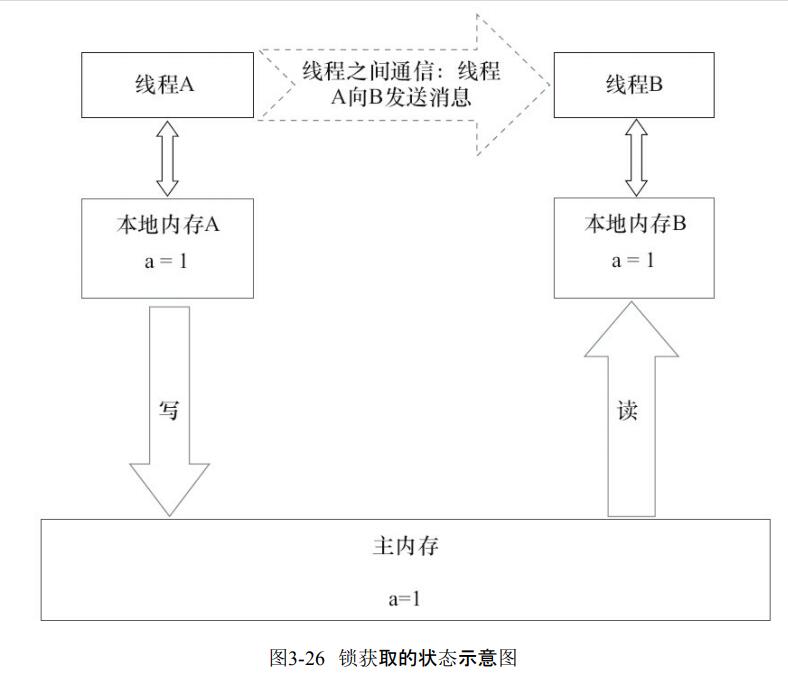 线程A
线程之间通信：线程
A向B发送消息
线程B
本地内存A
a = 1
本地内存B
a = 1
写
读
主内存
a=1
图3-26 锁获取的状态示意图